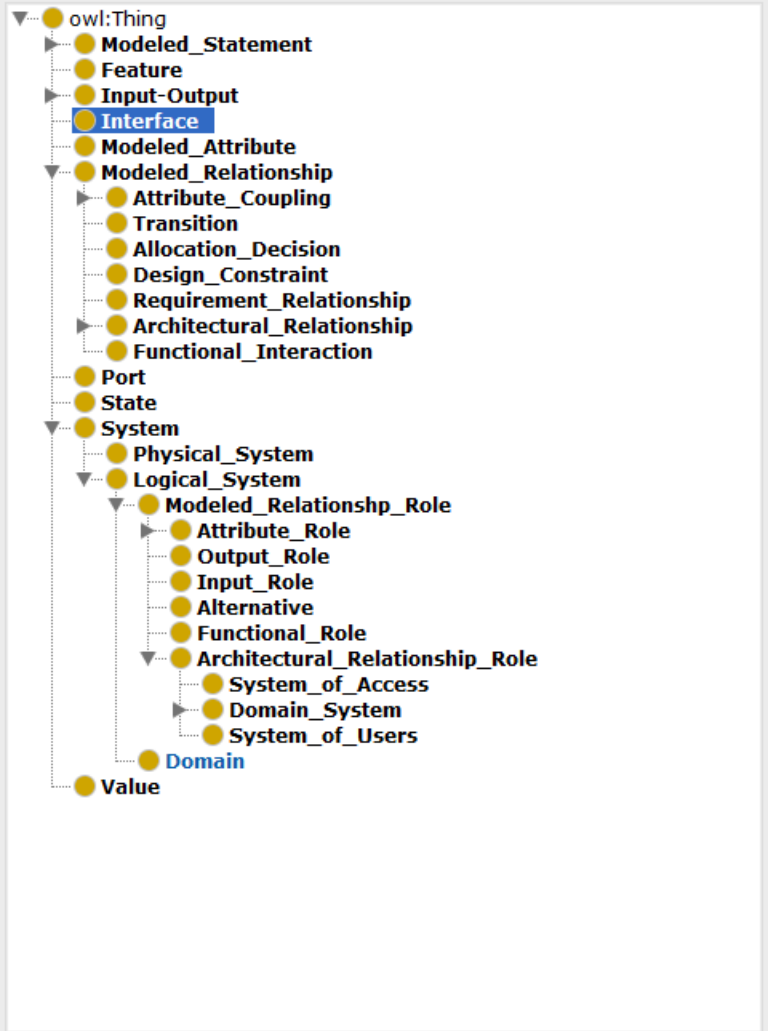 owl:Thing
Modeled_Statement
Feature
Input-Output
Interface
Modeled_Attribute
Modeled_Relationship
Attribute_Coupling
Transition
Allocation_Decision
Design_Constraint
Requirement_Relationship
Architectural_Relationship
Functional_Interaction
Port
State
System
Physical_System
Logical_System
Modeled_Relationshp_Role
Attribute_Role
Output_Role
Input_Role
Alternative
Functional_Role
Architectural_Relationship_Role
System_of_Access
Domain_System
System_of_Users
Domain
Value